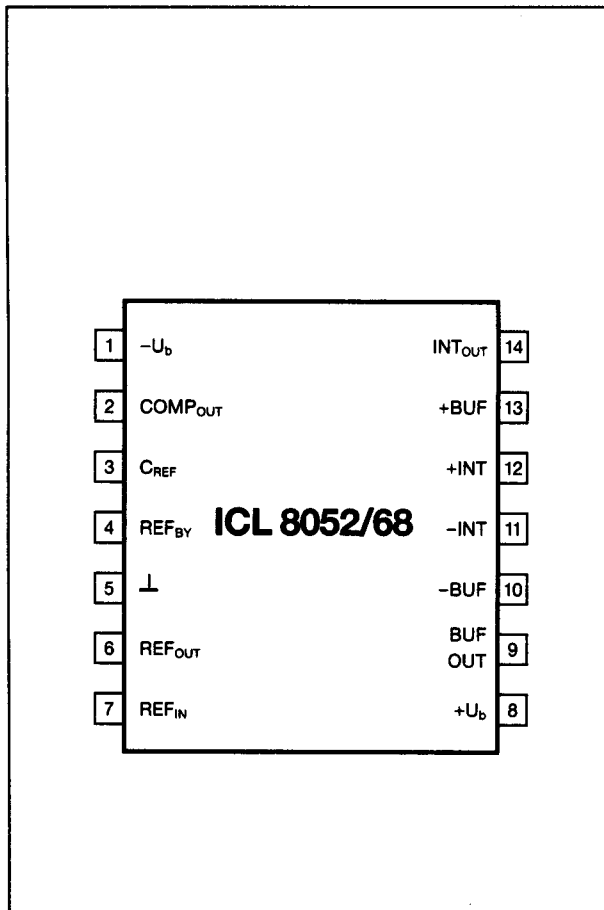 1 -U_b
2 COMP_OUT
3 C_REF
4 REF_BY
5 ⊥
6 REF_OUT
7 REF_IN
ICL 8052/68
INT_OUT 14
+BUF 13
+INT 12
-INT 11
-BUF 10
BUF
OUT 9
+U_b 8